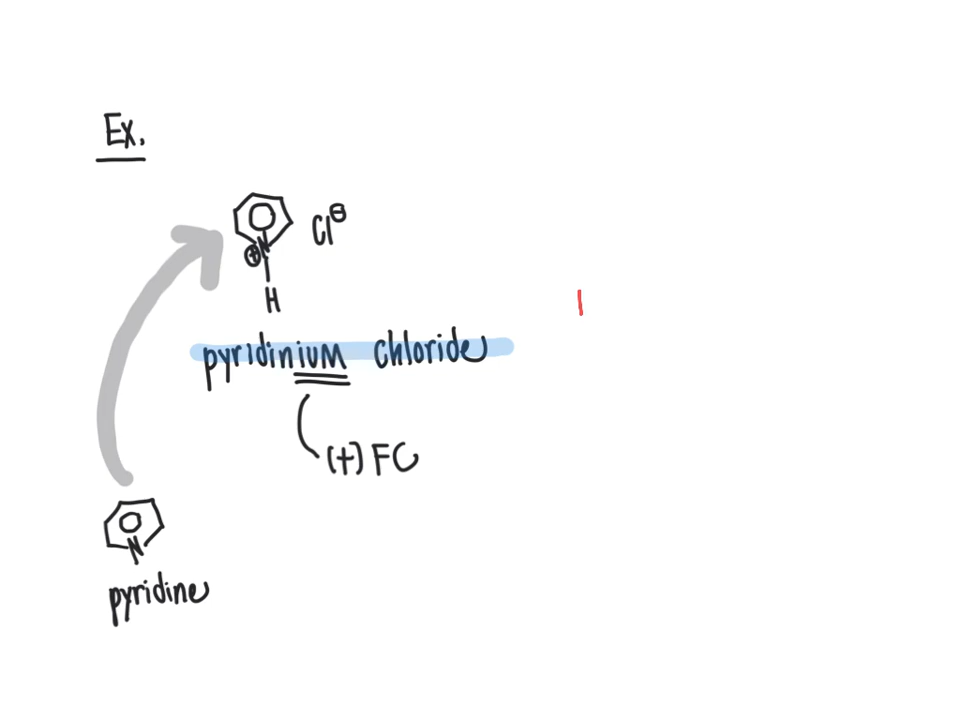 Ex.
Cl⊖
⊕N
H
pyridinium chloride
(+) FC
N
pyridine